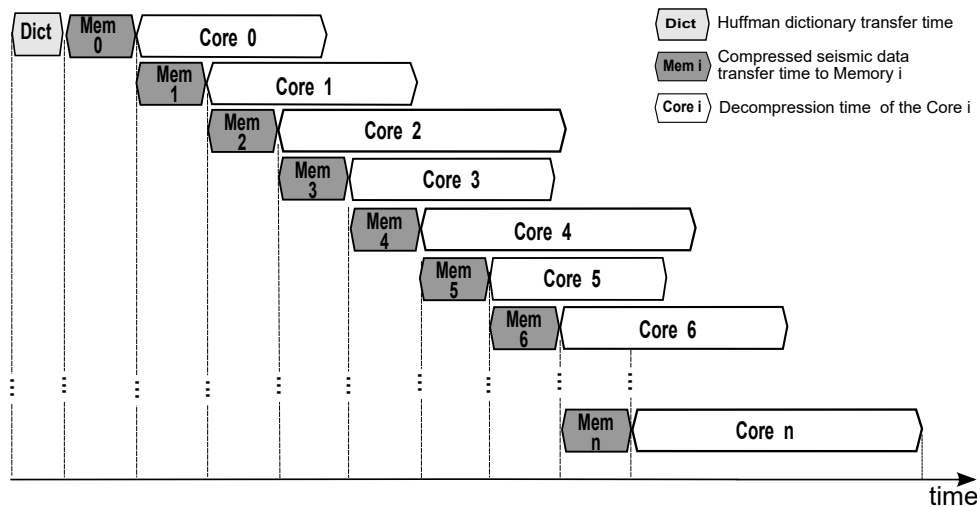 Dict
Mem
0
Core 0
Dict
Huffman dictionary transfer time
Mem i
Compressed seismic data
transfer time to Memory i
Core i
Decompression time of the Core i
Mem
1
Core 1
Mem
2
Core 2
Mem
3
Core 3
Mem
4
Core 4
Mem
5
Core 5
Mem
6
Core 6
Mem
n
Core n
time